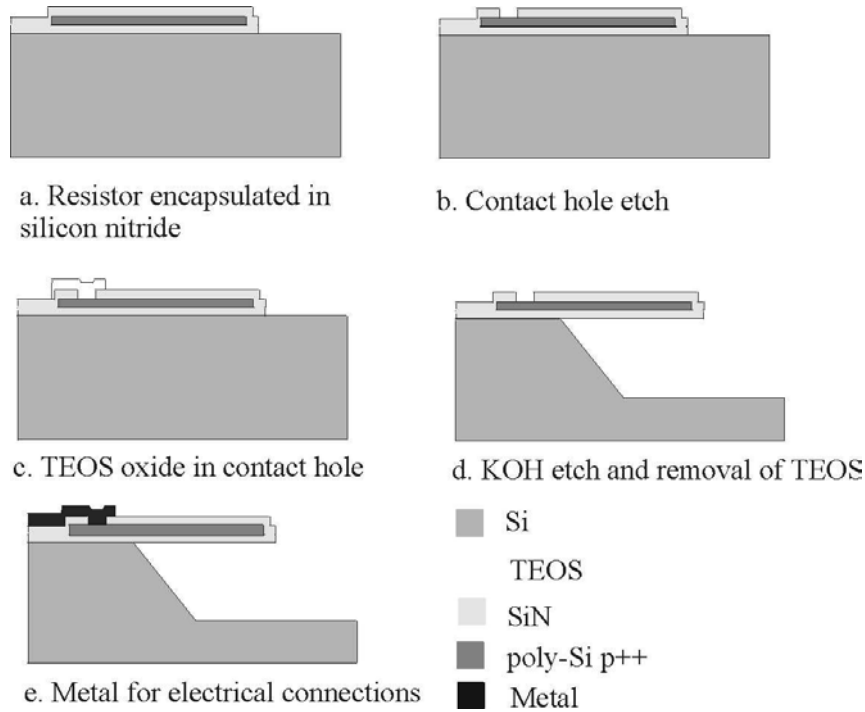 a. Resistor encapsulated in
silicon nitride
b. Contact hole etch
c. TEOS oxide in contact hole
d. KOH etch and removal of TEOS
e. Metal for electrical connections
Si
TEOS
SiN
poly-Si p++
Metal